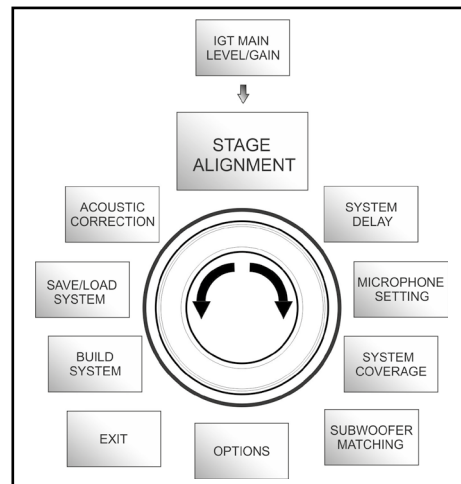 IGT MAIN
LEVEL/GAIN
STAGE
ALIGNMENT
ACOUSTIC
CORRECTION
SYSTEM
DELAY
SAVE/LOAD
SYSTEM
MICROPHONE
SETTING
BUILD
SYSTEM
SYSTEM
COVERAGE
EXIT
OPTIONS
SUBWOOFER
MATCHING